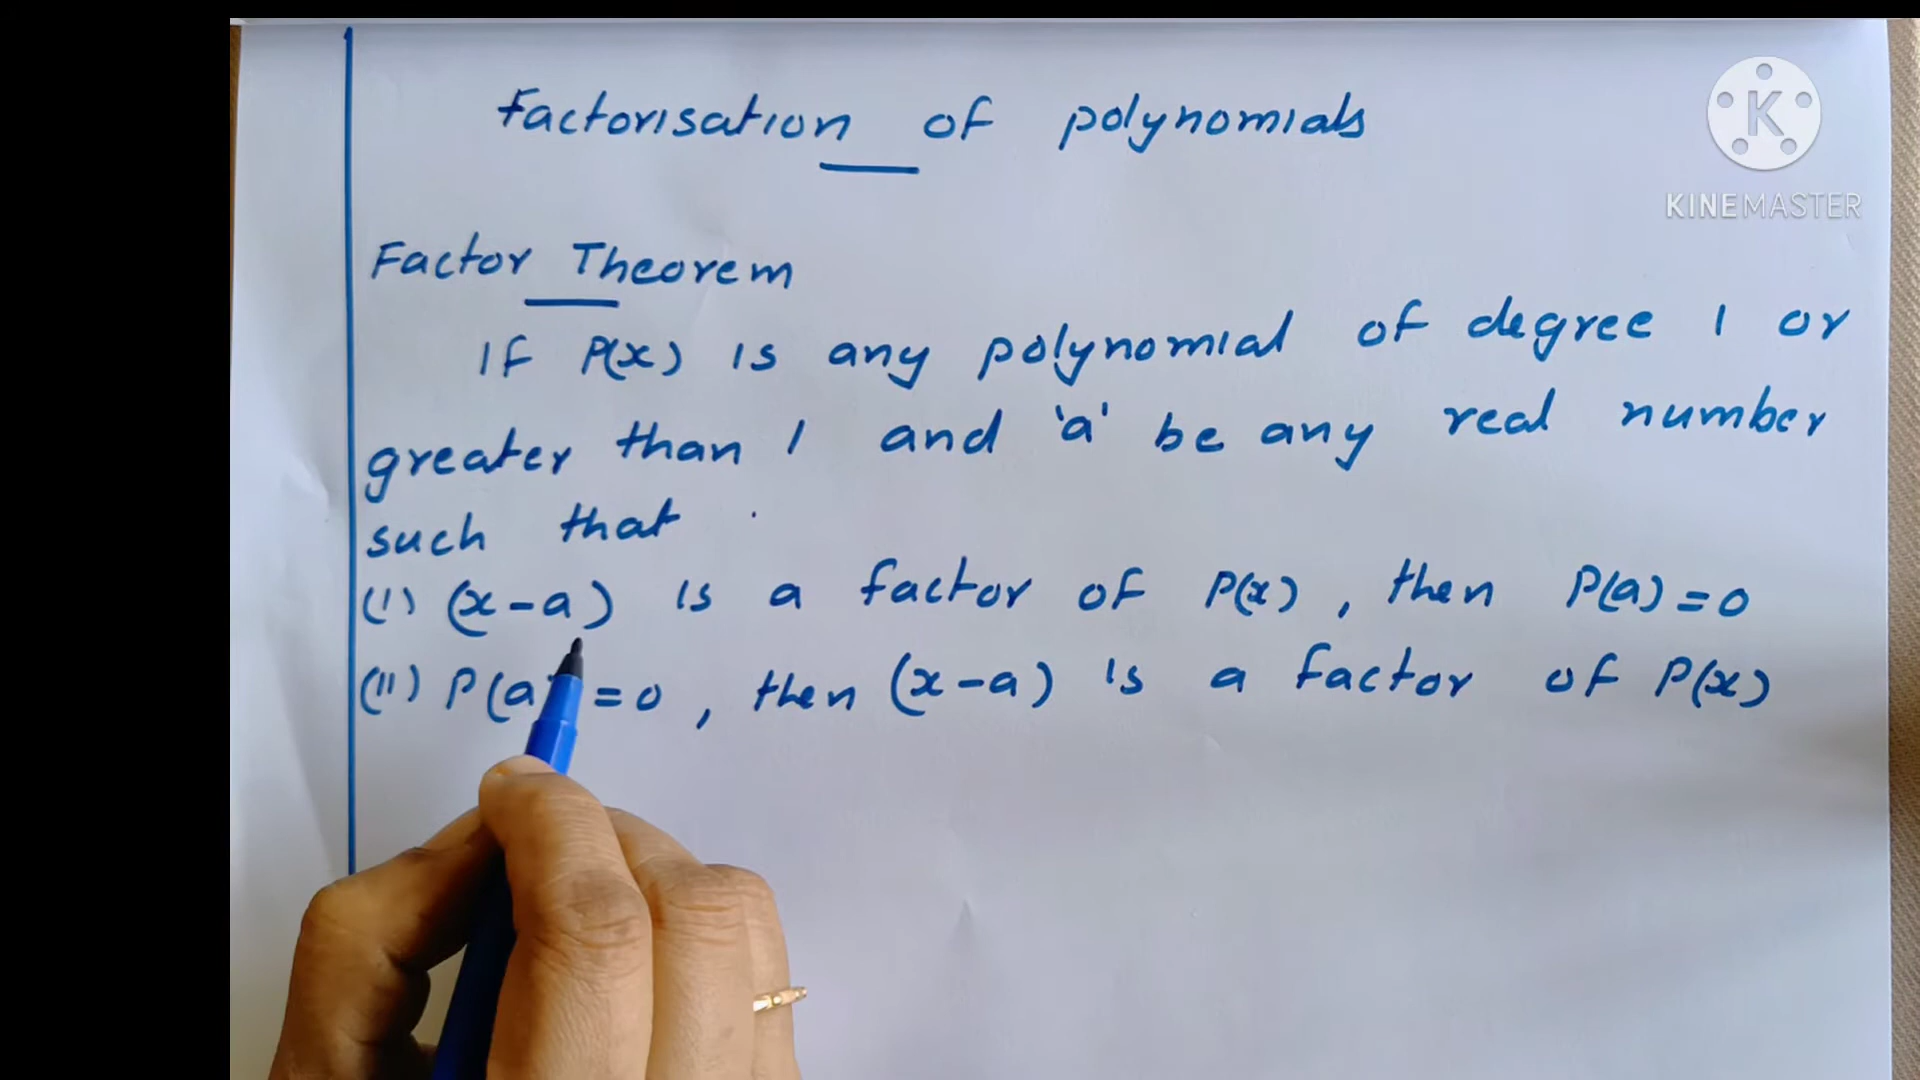 Factorisation of polynomials
K
KINEMASTER
Factor Theorem
If P(x) is any polynomial of degree 1 or
greater than 1 and 'a' be any real number
such that
(i) (x-a) is a factor of P(x), then P(a)=0
(ii) P(a) =0, then (x-a) is a factor of P(x)